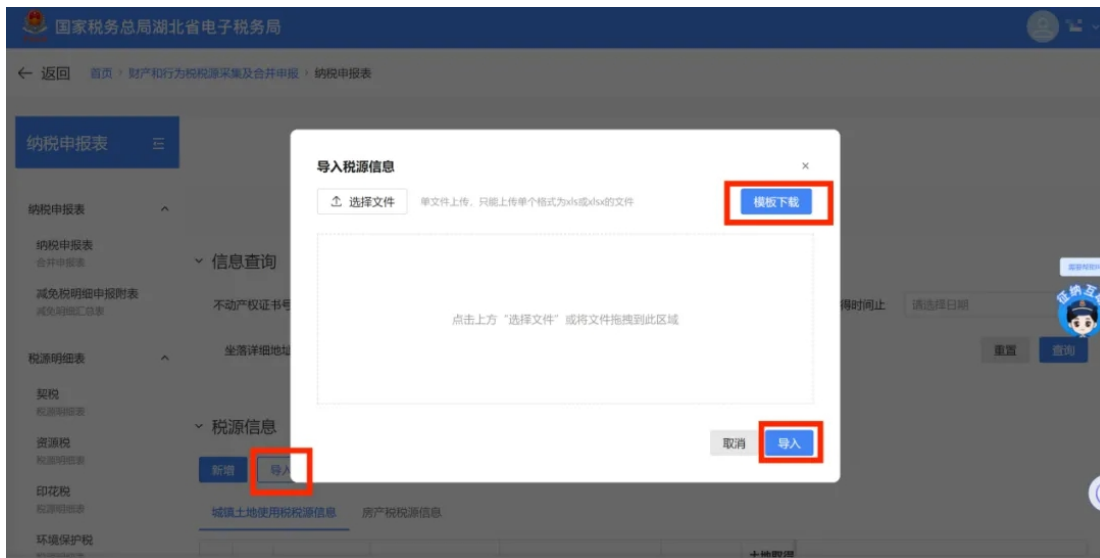 国家税务总局湖北省电子税务局
← 返回 首页 > 财产和行为税税源采集及合并申报 > 纳税申报表
纳税申报表
纳税申报表
纳税申报表
合并申报表
减免税明细申报附表
减免明细汇总表
税源明细表
契税
税源明细表
资源税
税源明细表
印花税
税源明细表
环境保护税
导入税源信息 ×
选择文件 单文件上传,只能上传单个格式为xls或xlsx的文件 模板下载
点击上方“选择文件”或将文件拖拽到此区域
取消 导入
信息查询
不动产权证书号 得时间止 请选择日期
坐落详细地址 重置 查询
税源信息
新增 导入
城镇土地使用税税源信息 房产税税源信息
土地取得
征纳互动